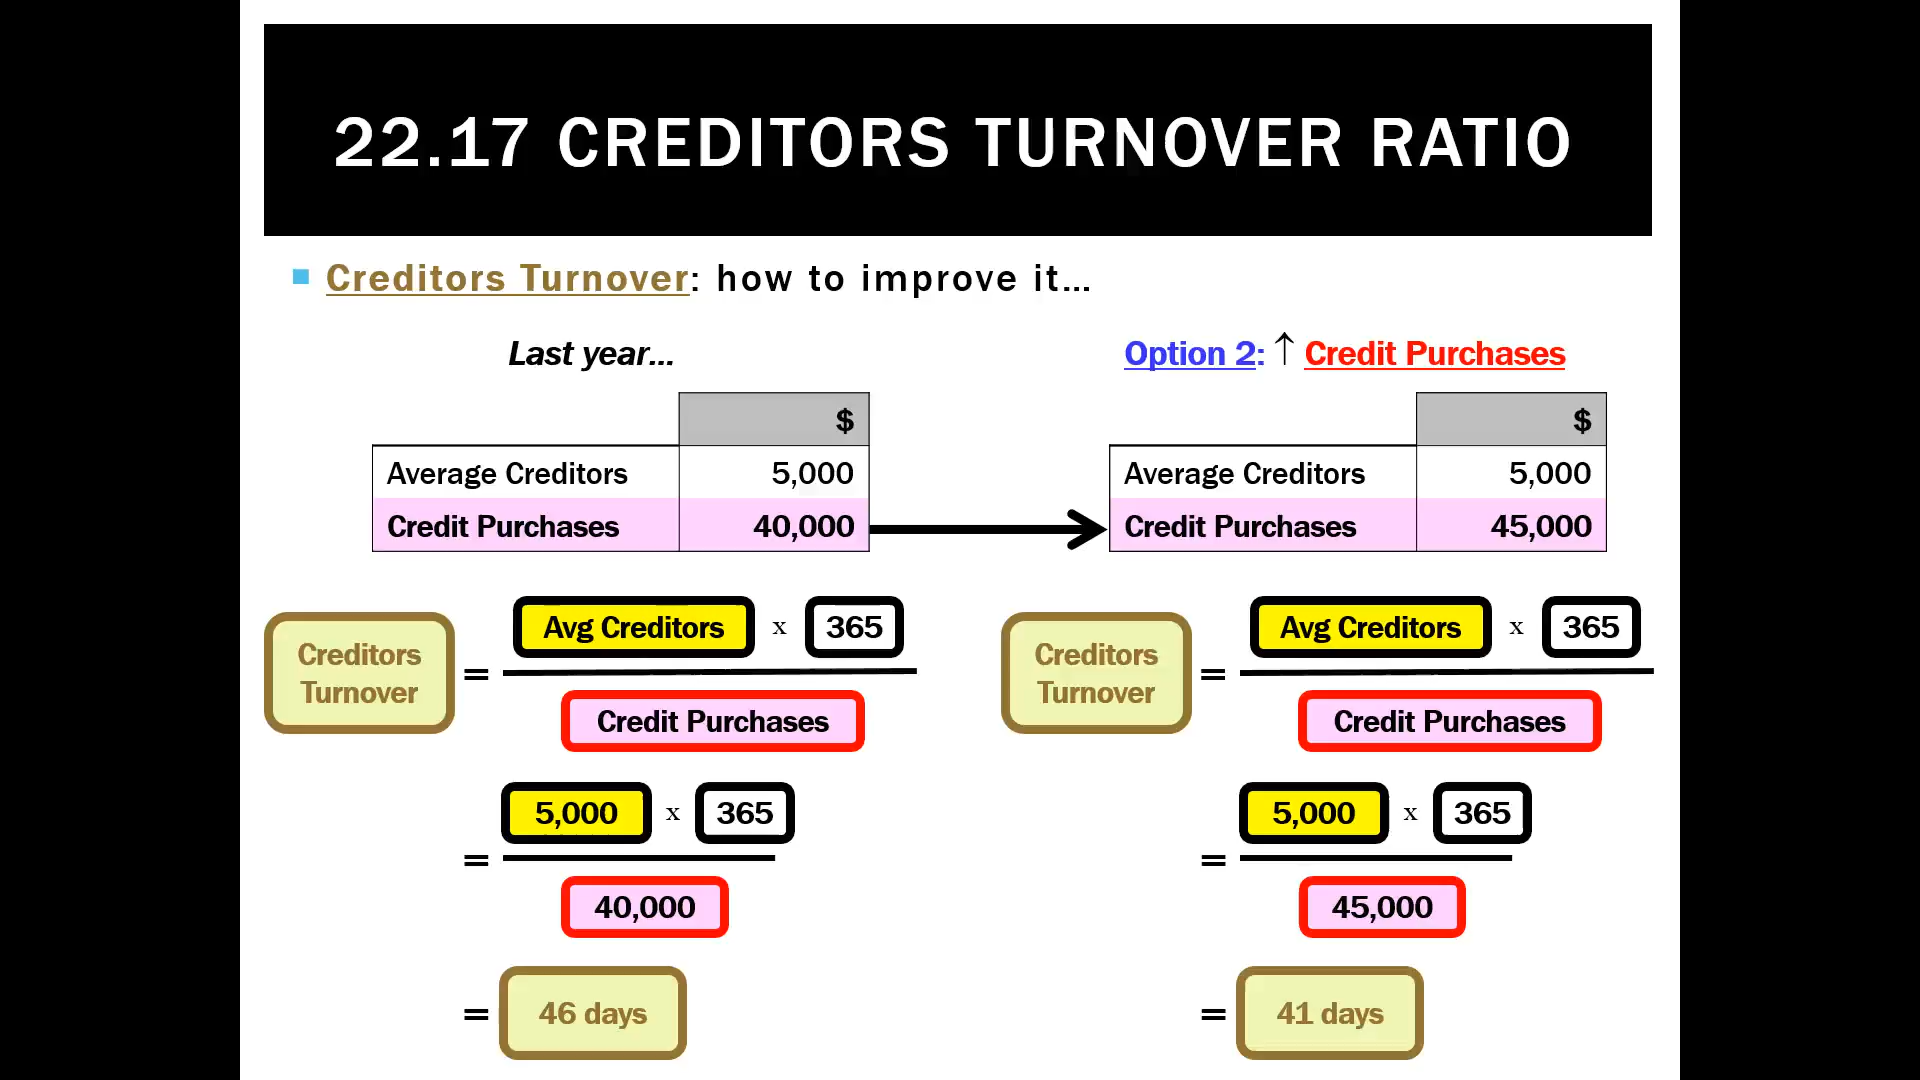 22.17 CREDITORS TURNOVER RATIO
Creditors Turnover: how to improve it...
Last year...
$
Average Creditors 5,000
Credit Purchases 40,000
Creditors Turnover = Avg Creditors x 365
Credit Purchases
= 5,000 x 365
40,000
= 46 days
Option 2: ↑ Credit Purchases
$
Average Creditors 5,000
Credit Purchases 45,000
Creditors Turnover = Avg Creditors x 365
Credit Purchases
= 5,000 x 365
45,000
= 41 days